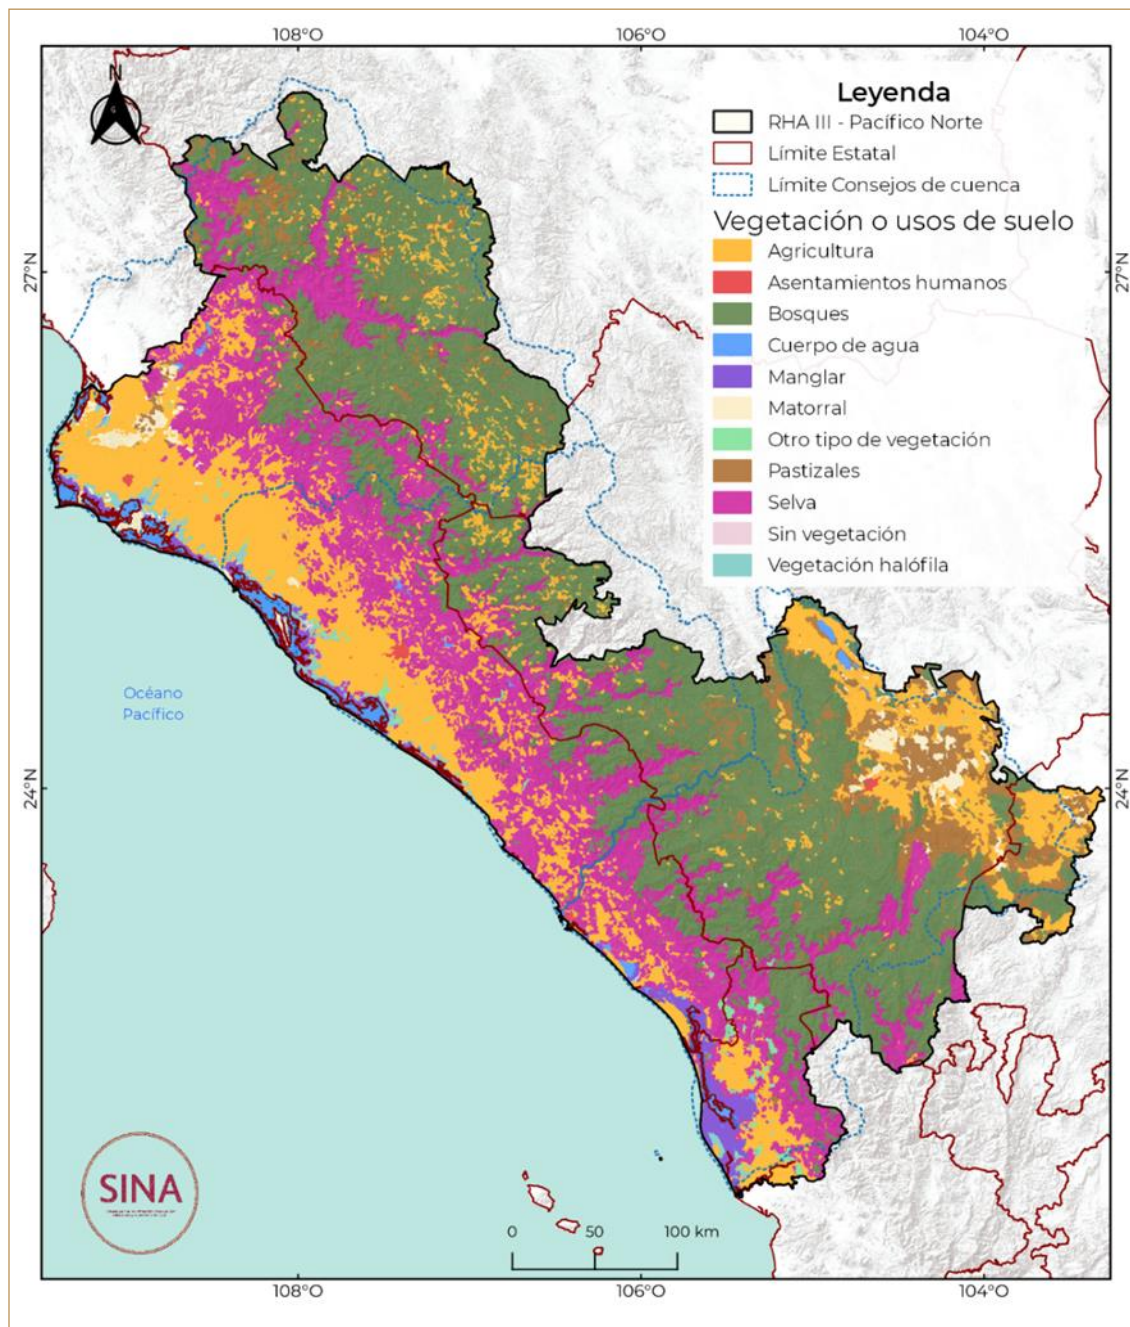 108°O 106°O 104°O
N
Leyenda
RHA III - Pacífico Norte
Límite Estatal
Límite Consejos de cuenca
Vegetación o usos de suelo
Agricultura
Asentamientos humanos
Bosques
Cuerpo de agua
Manglar
Matorral
Otro tipo de vegetación
Pastizales
Selva
Sin vegetación
Vegetación halófila
27°N 27°N
Océano
Pacífico
24°N 24°N
SINA
0 50 100 km
108°O 106°O 104°O